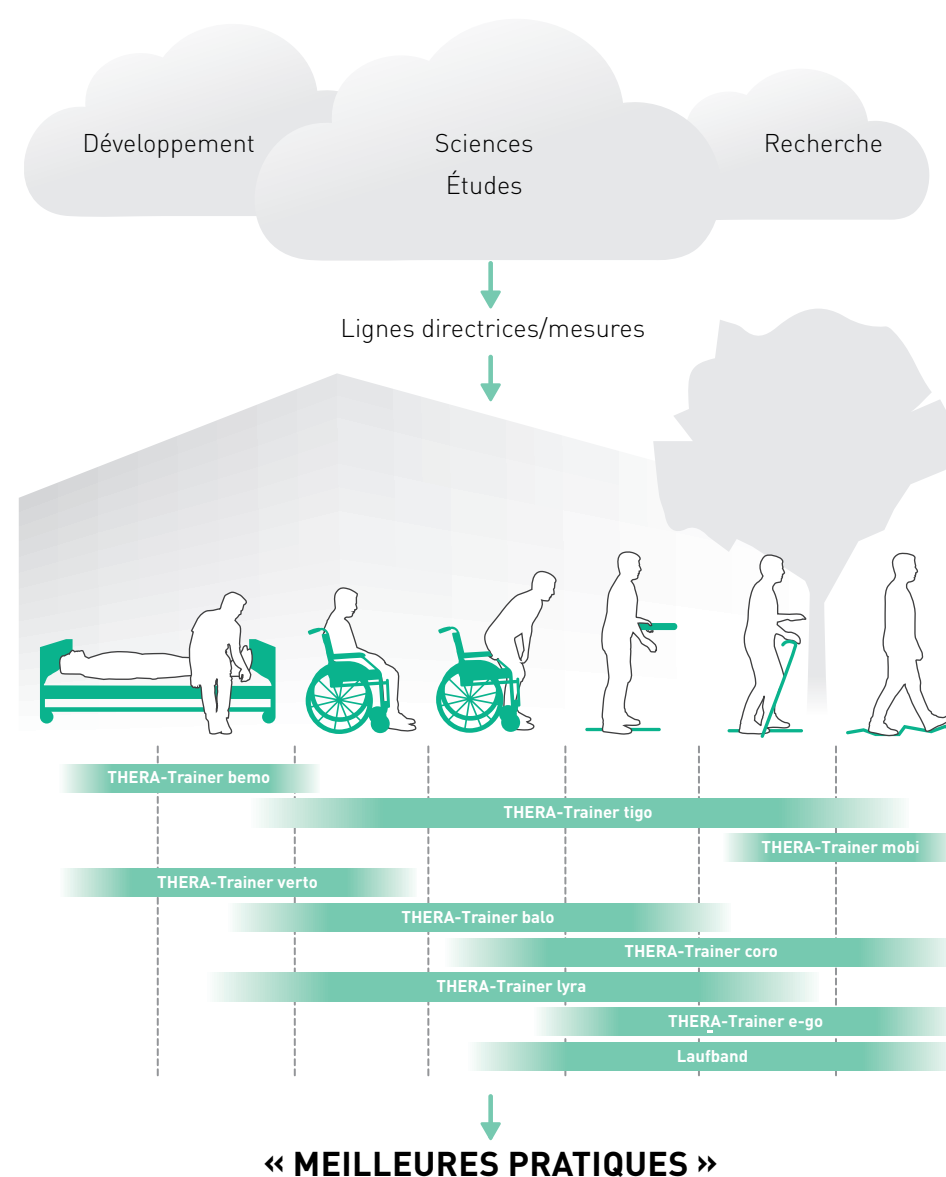 Développement
Sciences
Études
Recherche
Lignes directrices/mesures
THERA-Trainer bemo
THERA-Trainer tigo
THERA-Trainer mobi
THERA-Trainer verto
THERA-Trainer balo
THERA-Trainer coro
THERA-Trainer lyra
THERA-Trainer e-go
Laufband
« MEILLEURES PRATIQUES »